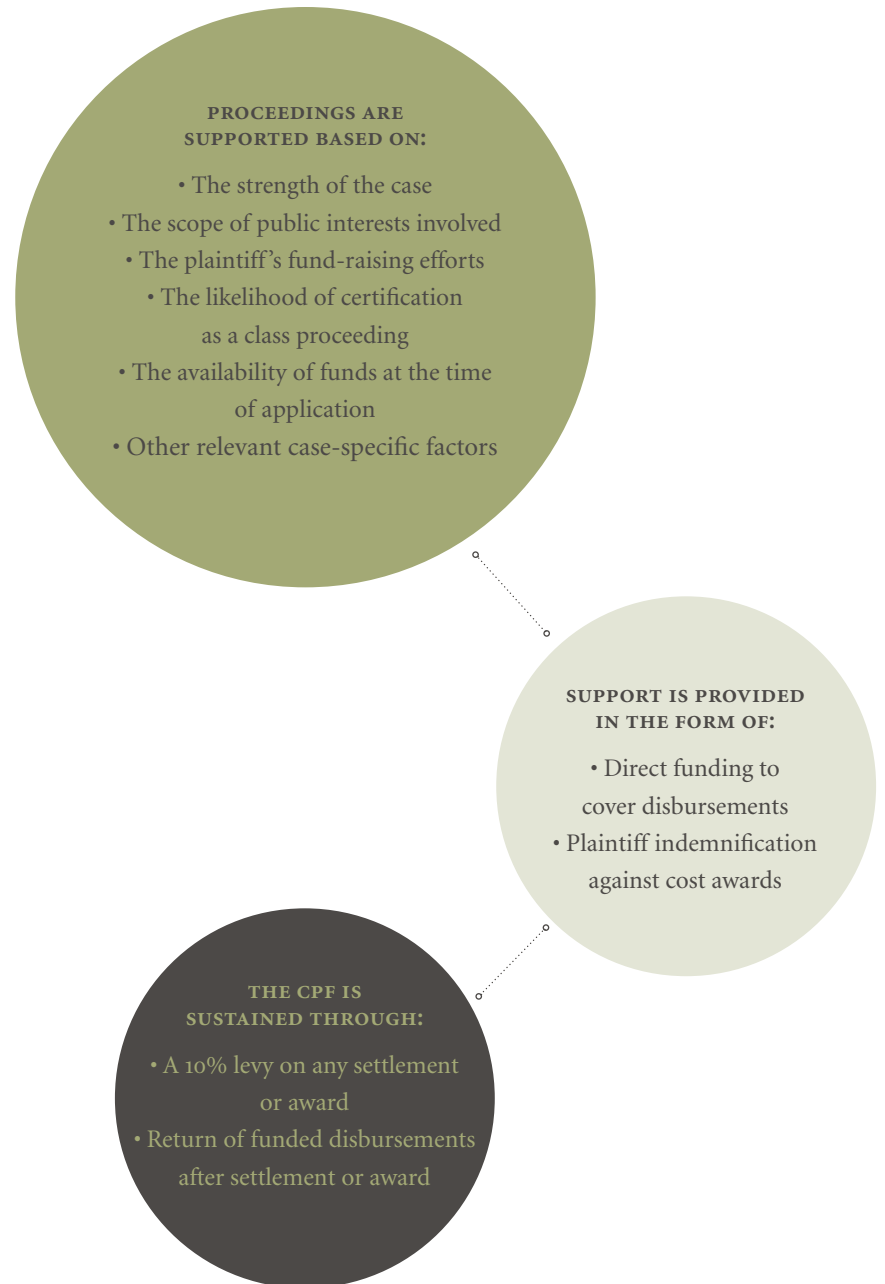 PROCEEDINGS ARE
SUPPORTED BASED ON:
• The strength of the case
• The scope of public interests involved
• The plaintiff’s fund-raising efforts
• The likelihood of certification
as a class proceeding
• The availability of funds at the time
of application
• Other relevant case-specific factors
SUPPORT IS PROVIDED
IN THE FORM OF:
• Direct funding to
cover disbursements
• Plaintiff indemnification
against cost awards
THE CPF IS
SUSTAINED THROUGH:
• A 10% levy on any settlement
or award
• Return of funded disbursements
after settlement or award